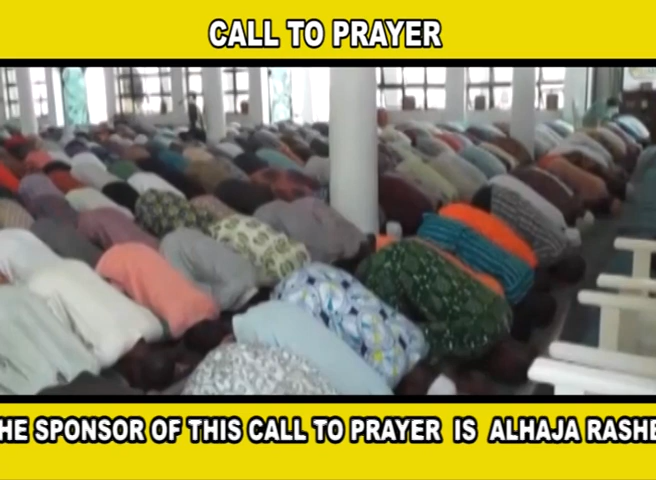 CALL TO PRAYER
HE SPONSOR OF THIS CALL TO PRAYER IS ALHAJA RASHE